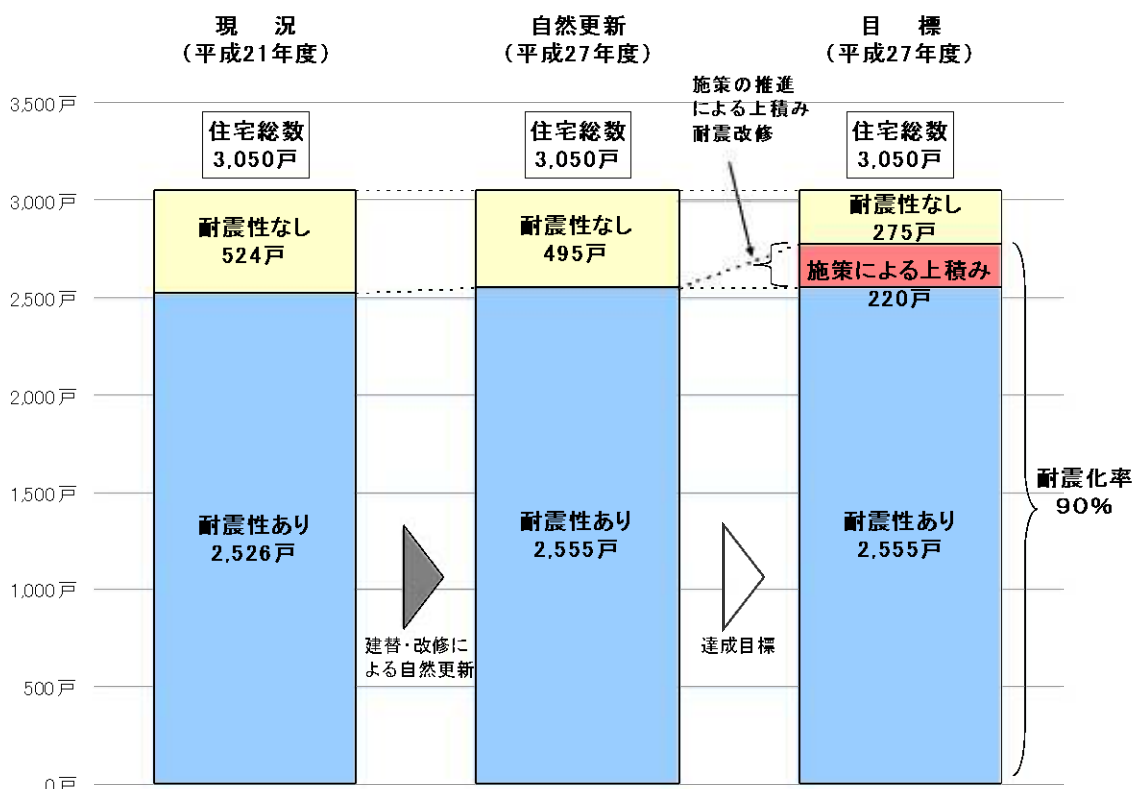 現 況
(平成21年度)
自然更新
(平成27年度)
目 標
(平成27年度)
施策の推進
による上積み
耐震改修
3,500戸
3,000戸
2,500戸
2,000戸
1,500戸
1,000戸
500戸
0戸
住宅総数
3,050戸
住宅総数
3,050戸
住宅総数
3,050戸
耐震性なし
524戸
耐震性なし
495戸
耐震性なし
275戸
施策による上積み
220戸
耐震性あり
2,526戸
耐震性あり
2,555戸
耐震性あり
2,555戸
耐震化率
90%
建替・改修に
よる自然更新
達成目標